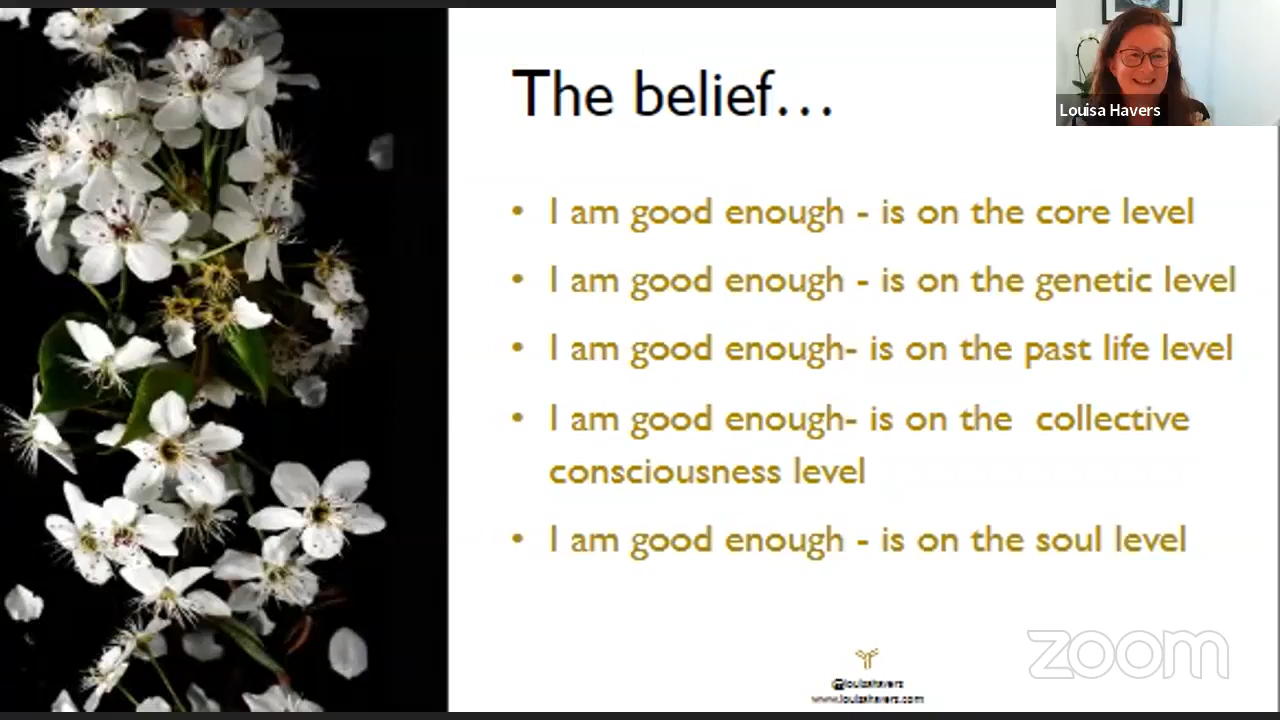 The belief...
Louisa Havers
• I am good enough - is on the core level
• I am good enough - is on the genetic level
• I am good enough- is on the past life level
• I am good enough- is on the  collective
consciousness level
• I am good enough - is on the soul level
@louisahavers
www.louisahavers.com
zoom